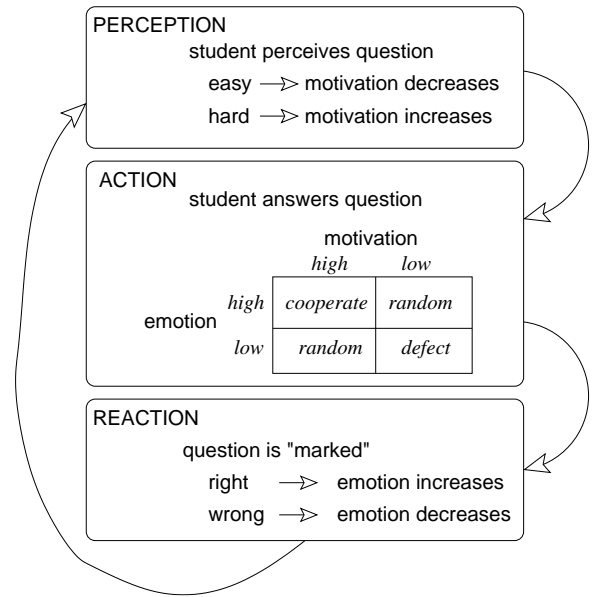 PERCEPTION
student perceives question
easy motivation decreases
hard motivation increases
ACTION
student answers question
motivation
high low
high cooperate random
emotion
low random defect
REACTION
question is "marked"
right emotion increases
wrong emotion decreases